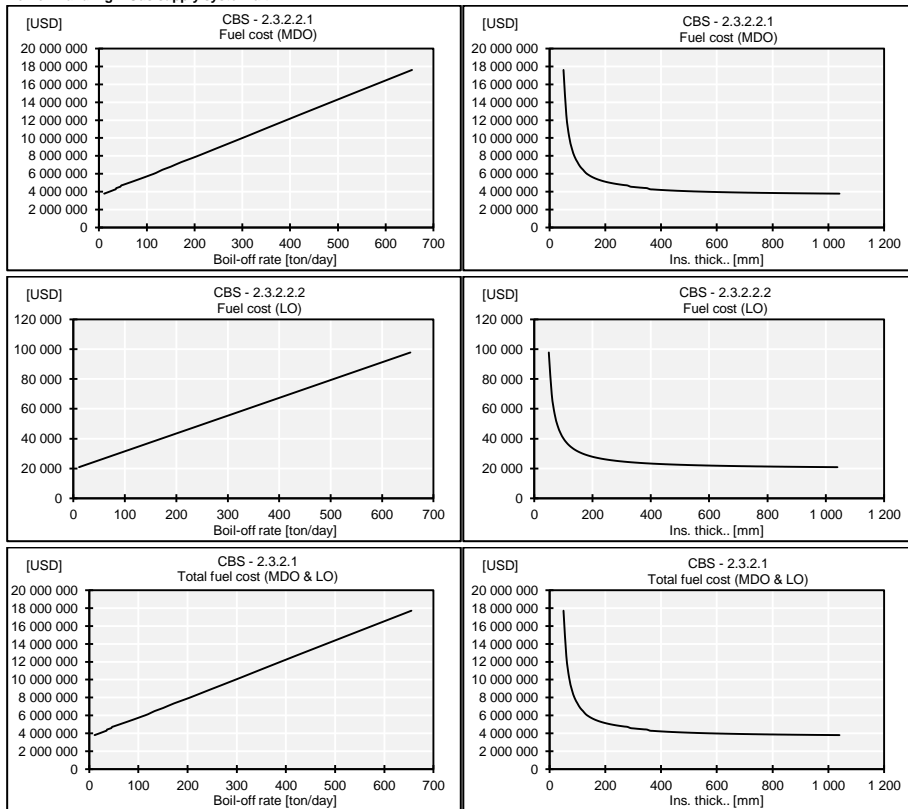 [USD]
CBS - 2.3.2.2.1
Fuel cost (MDO)
20 000 000
18 000 000
16 000 000
14 000 000
12 000 000
10 000 000
8 000 000
6 000 000
4 000 000
2 000 000
0
0 100 200 300 400 500 600 700
Boil-off rate [ton/day]
[USD]
CBS - 2.3.2.2.1
Fuel cost (MDO)
20 000 000
18 000 000
16 000 000
14 000 000
12 000 000
10 000 000
8 000 000
6 000 000
4 000 000
2 000 000
0
0 200 400 600 800 1 000 1 200
Ins. thick.. [mm]
[USD]
CBS - 2.3.2.2.2
Fuel cost (LO)
120 000
100 000
80 000
60 000
40 000
20 000
0
0 100 200 300 400 500 600 700
Boil-off rate [ton/day]
[USD]
CBS - 2.3.2.2.2
Fuel cost (LO)
120 000
100 000
80 000
60 000
40 000
20 000
0
0 200 400 600 800 1 000 1 200
Ins. thick.. [mm]
[USD]
CBS - 2.3.2.1
Total fuel cost (MDO & LO)
20 000 000
18 000 000
16 000 000
14 000 000
12 000 000
10 000 000
8 000 000
6 000 000
4 000 000
2 000 000
0
0 100 200 300 400 500 600 700
Boil-off rate [ton/day]
[USD]
CBS - 2.3.2.1
Total fuel cost (MDO & LO)
20 000 000
18 000 000
16 000 000
14 000 000
12 000 000
10 000 000
8 000 000
6 000 000
4 000 000
2 000 000
0
0 200 400 600 800 1 000 1 200
Ins. thick.. [mm]